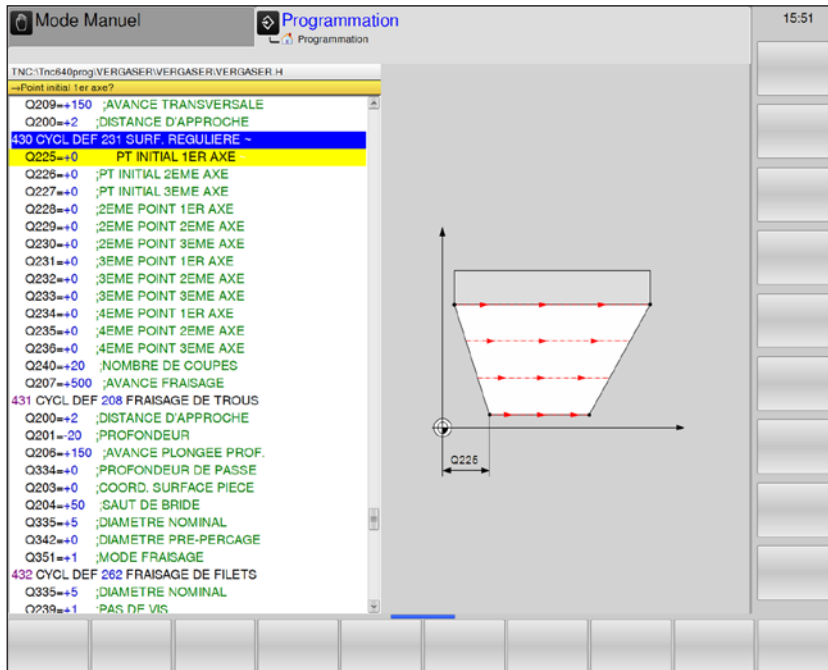 Mode Manuel
Programmation
Programmation
15:51
TNC:\Tnc640prog\VERGASER\VERGASER\VERGASER.H
→Point initial 1er axe?
Q209=+150 ;AVANCE TRANSVERSALE
Q200=+2 ;DISTANCE D'APPROCHE
430 CYCL DEF 231 SURF. REGULIERE ~
Q225=+0 PT INITIAL 1ER AXE ~
Q226=+0 ;PT INITIAL 2EME AXE
Q227=+0 ;PT INITIAL 3EME AXE
Q228=+0 ;2EME POINT 1ER AXE
Q229=+0 ;2EME POINT 2EME AXE
Q230=+0 ;2EME POINT 3EME AXE
Q231=+0 ;3EME POINT 1ER AXE
Q232=+0 ;3EME POINT 2EME AXE
Q233=+0 ;3EME POINT 3EME AXE
Q234=+0 ;4EME POINT 1ER AXE
Q235=+0 ;4EME POINT 2EME AXE
Q236=+0 ;4EME POINT 3EME AXE
Q240=+20 ;NOMBRE DE COUPES
Q207=+500 ;AVANCE FRAISAGE
431 CYCL DEF 208 FRAISAGE DE TROUS
Q200=+2 ;DISTANCE D'APPROCHE
Q201=-20 ;PROFONDEUR
Q206=+150 ;AVANCE PLONGEE PROF.
Q334=+0 ;PROFONDEUR DE PASSE
Q203=+0 ;COORD. SURFACE PIECE
Q204=+50 ;SAUT DE BRIDE
Q335=+5 ;DIAMETRE NOMINAL
Q342=+0 ;DIAMETRE PRE-PERCAGE
Q351=+1 ;MODE FRAISAGE
432 CYCL DEF 262 FRAISAGE DE FILETS
Q335=+5 ;DIAMETRE NOMINAL
Q239=+1 ;PAS DE VIS
Q225